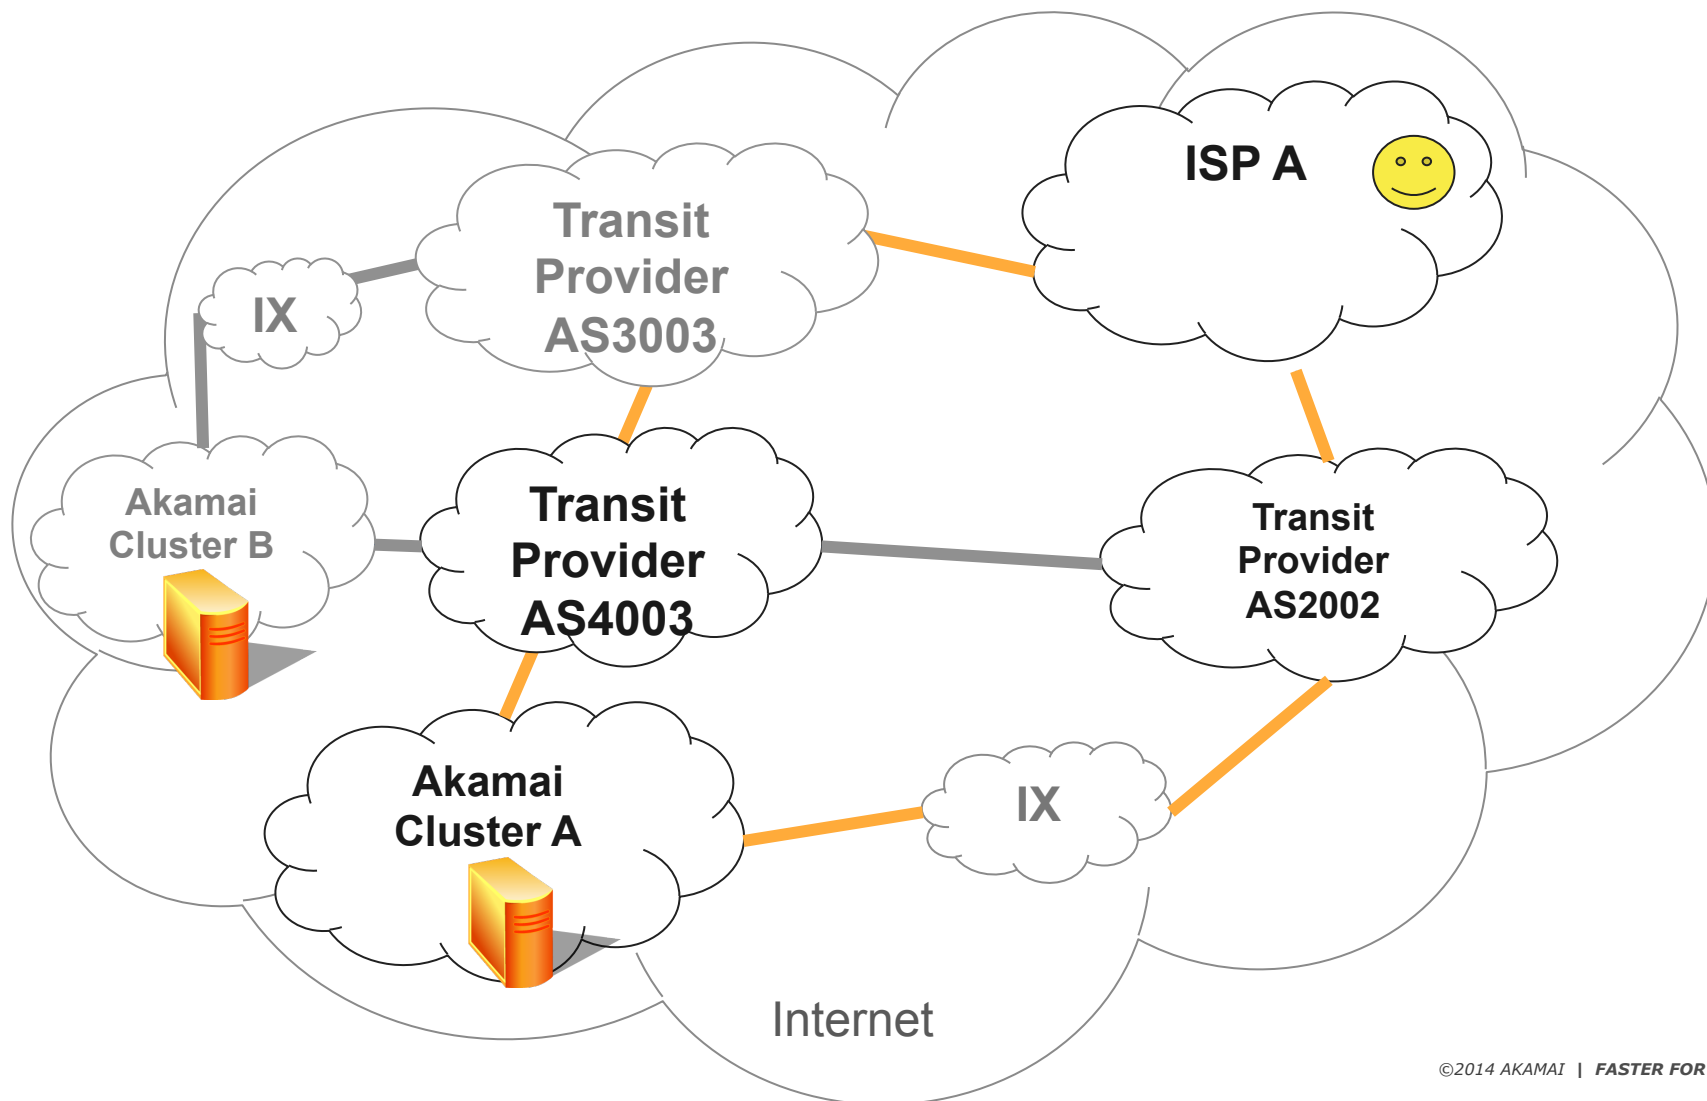 ISP A
Transit
Provider
AS3003
IX
Akamai
Cluster B
Transit
Provider
AS4003
Transit
Provider
AS2002
Akamai
Cluster A
IX
Internet
©2014 AKAMAI | FASTER FOR